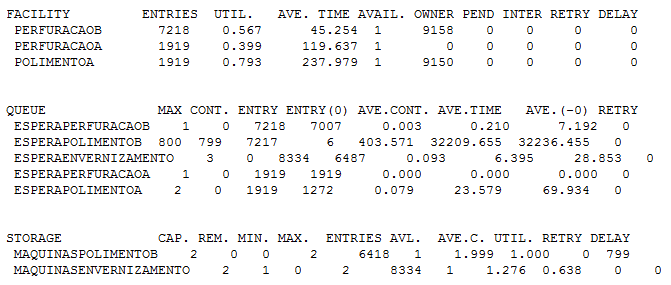 FACILITY ENTRIES UTIL. AVE. TIME AVAIL. OWNER PEND INTER RETRY DELAY
PERFURACAOB 7218 0.567 45.254 1 9158 0 0 0 0
PERFURACAOA 1919 0.399 119.637 1 0 0 0 0 0
POLIMENTOA 1919 0.793 237.979 1 9150 0 0 0 0
QUEUE MAX CONT. ENTRY ENTRY(0) AVE.CONT. AVE.TIME AVE.(-0) RETRY
ESPERAPERFURACAOB 1 0 7218 7007 0.003 0.210 7.192 0
ESPERAPOLIMENTOB 800 799 7217 6 403.571 32209.655 32236.455 0
ESPERAENVERNIZAMENTO 3 0 8334 6487 0.093 6.395 28.853 0
ESPERAPERFURACAOA 1 0 1919 1919 0.000 0.000 0.000 0
ESPERAPOLIMENTOA 2 0 1919 1272 0.079 23.579 69.934 0
STORAGE CAP. REM. MIN. MAX. ENTRIES AVL. AVE.C. UTIL. RETRY DELAY
MAQUINASPOLIMENTOB 2 0 0 2 6418 1 1.999 1.000 0 799
MAQUINASENVERNIZAMENTO 2 1 0 2 8334 1 1.276 0.638 0 0